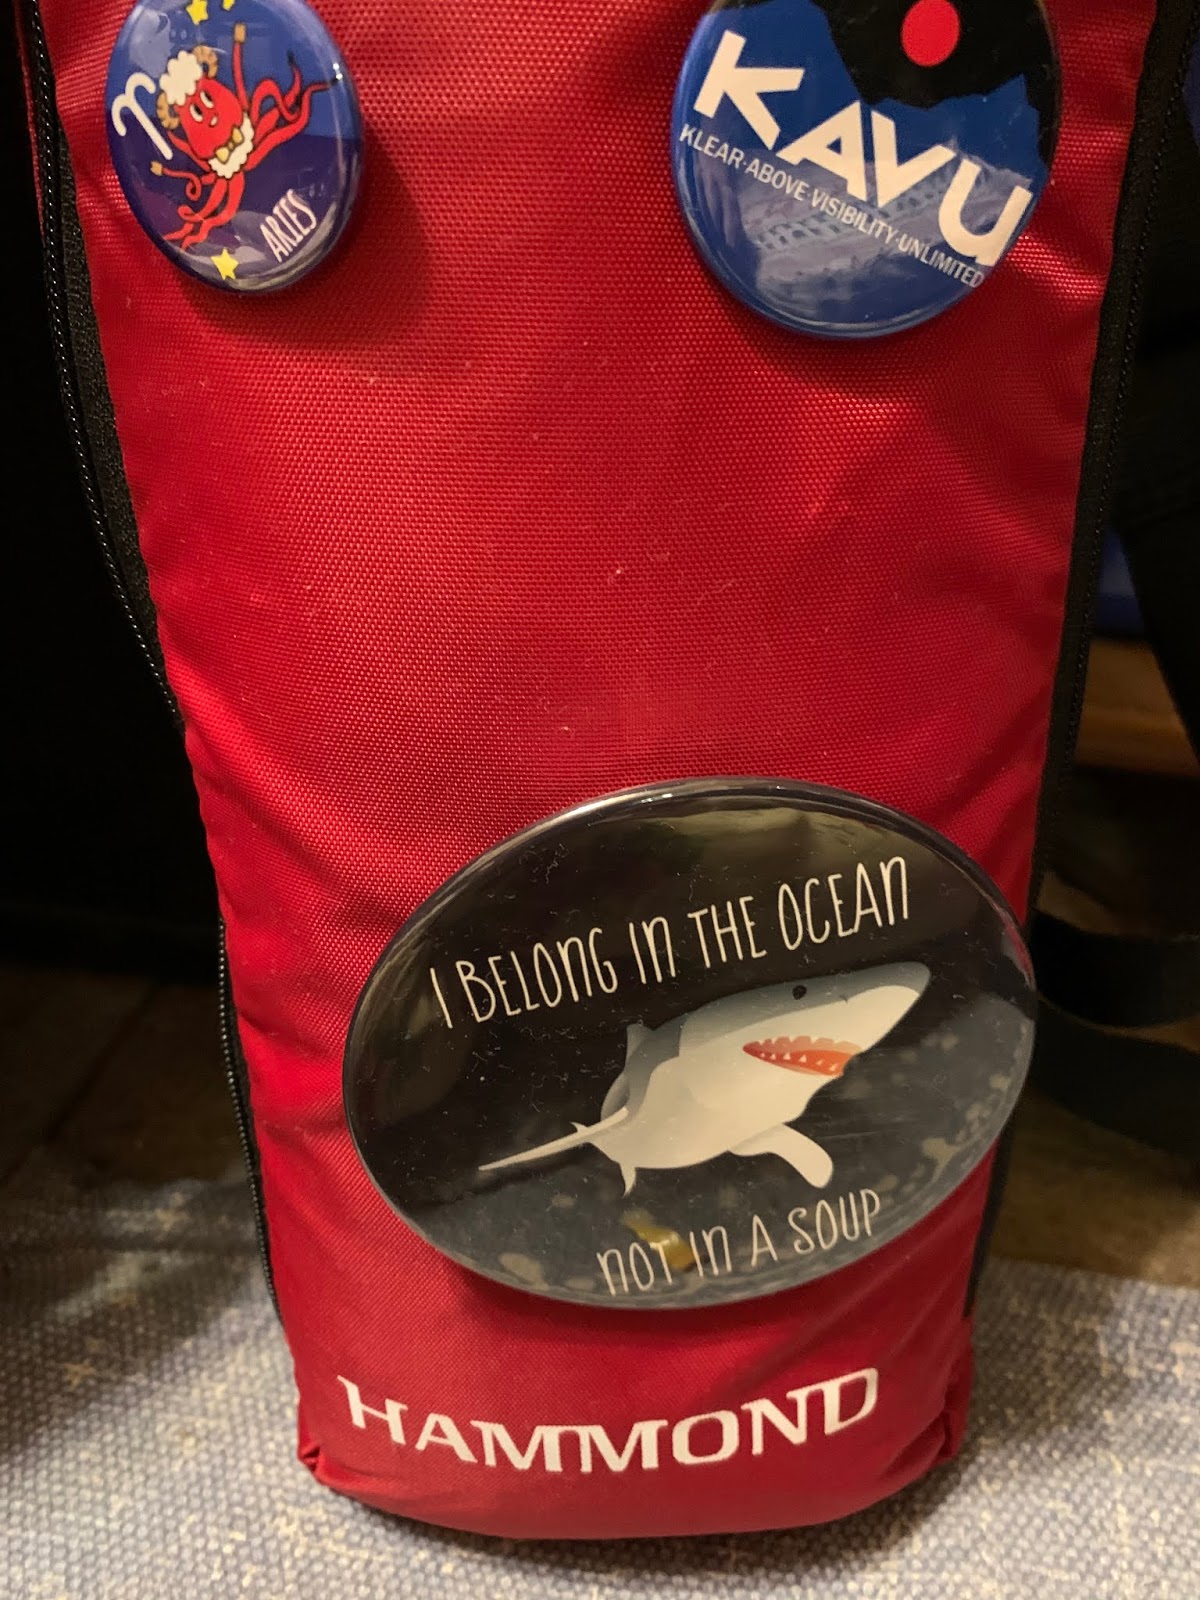 ARIES
KAVU
KLEAR·ABOVE·VISIBILITY·UNLIMITED
I BELONG IN THE OCEAN
NOT IN A SOUP
HAMMOND